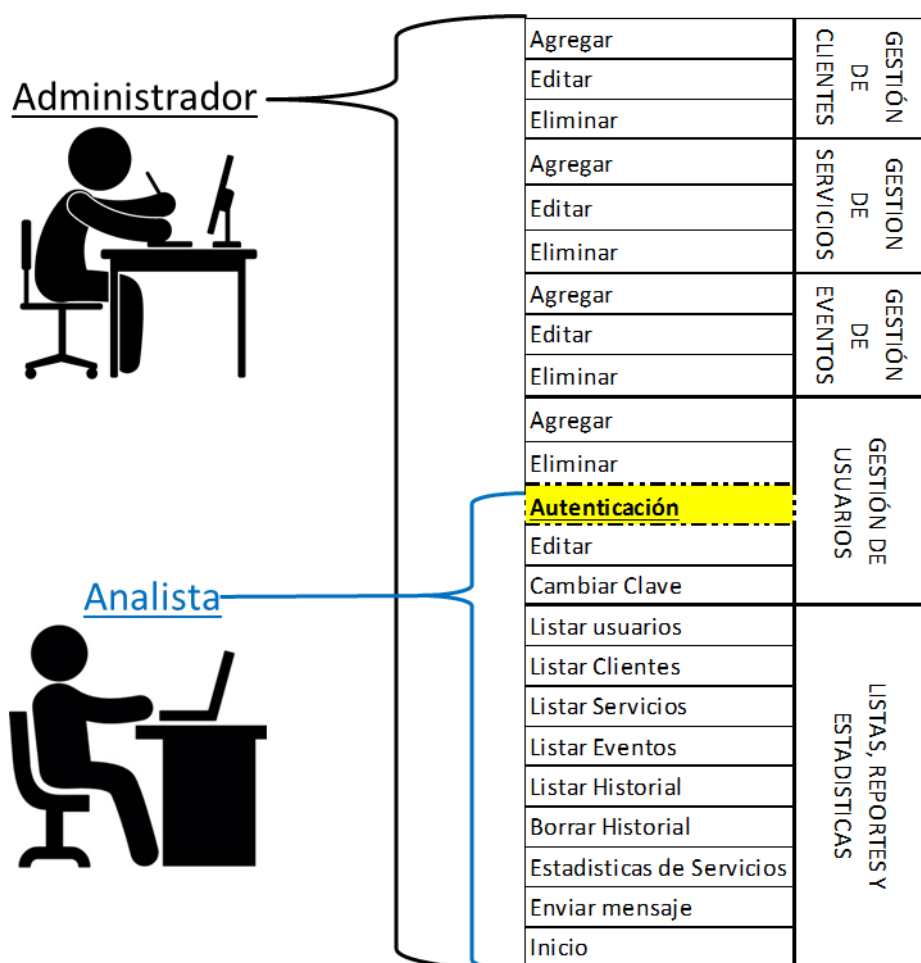 Administrador
Agregar
Editar
Eliminar
GESTIÓN
DE
CLIENTES
Agregar
Editar
Eliminar
GESTION
DE
SERVICIOS
Agregar
Editar
Eliminar
GESTIÓN
DE
EVENTOS
Agregar
Eliminar
Autenticación
Editar
Cambiar Clave
GESTIÓN DE
USUARIOS
Analista
Listar usuarios
Listar Clientes
Listar Servicios
Listar Eventos
Listar Historial
Borrar Historial
Estadisticas de Servicios
Enviar mensaje
Inicio
LISTAS, REPORTES Y
ESTADISTICAS